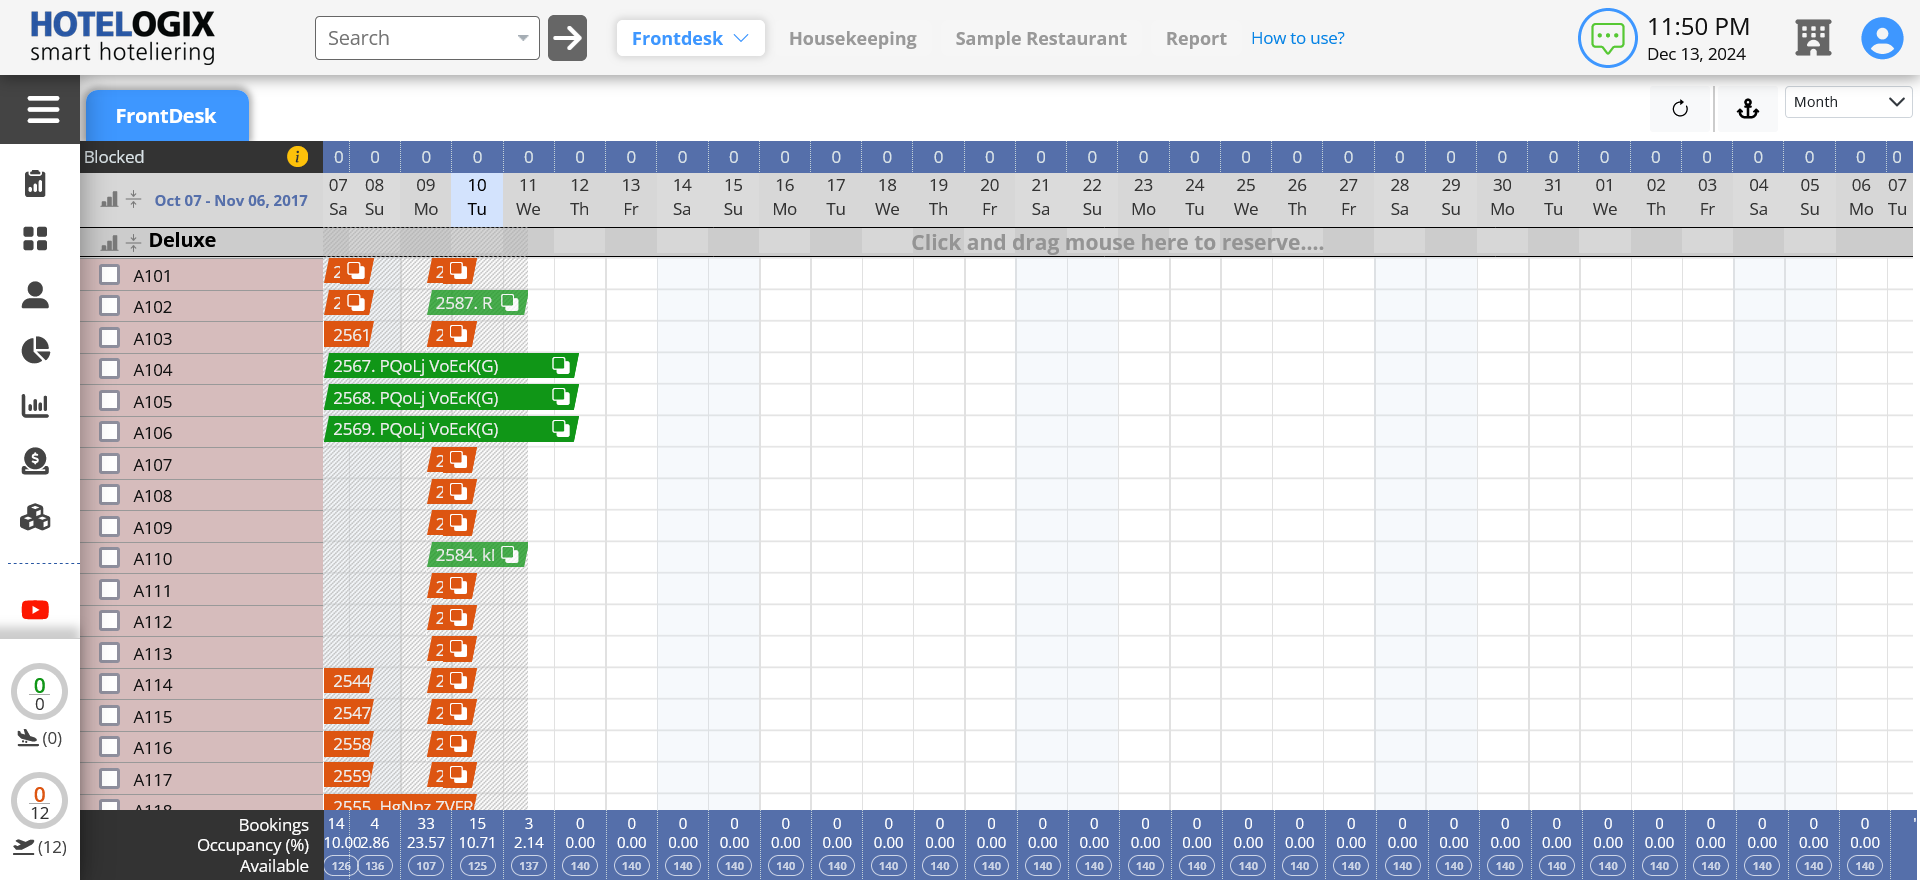 HOTELOGIX
smart hoteliering
Search
Frontdesk
Housekeeping
Sample Restaurant
Report
How to use?
11:50 PM
Dec 13, 2024
FrontDesk
Month
Blocked i 0 0 0 0 0 0 0 0 0 0 0 0 0 0 0 0 0 0 0 0 0 0 0 0 0 0 0 0 0 0 0 0
Oct 07 - Nov 06, 2017
07 08 09 10 11 12 13 14 15 16 17 18 19 20 21 22 23 24 25 26 27 28 29 30 31 01 02 03 04 05 06 07
Sa Su Mo Tu We Th Fr Sa Su Mo Tu We Th Fr Sa Su Mo Tu We Th Fr Sa Su Mo Tu We Th Fr Sa Su Mo Tu
Deluxe
Click and drag mouse here to reserve....
A101 2 2
A102 2 2587. R
A103 2561 2
A104 2567. PQoLj VoEcK(G)
A105 2568. PQoLj VoEcK(G)
A106 2569. PQoLj VoEcK(G)
A107 2
A108 2
A109 2
A110 2584. kl
A111 2
A112 2
A113 2
A114 2544 2
A115 2547 2
A116 2558 2
A117 2559 2
A118 2555. HgNpz ZVFR
0
0
(0)
0
12
(12)
Bookings 14 4 33 15 3 0 0 0 0 0 0 0 0 0 0 0 0 0 0 0 0 0 0 0 0 0 0 0 0 0 0
Occupancy (%) 10.00 2.86 23.57 10.71 2.14 0.00 0.00 0.00 0.00 0.00 0.00 0.00 0.00 0.00 0.00 0.00 0.00 0.00 0.00 0.00 0.00 0.00 0.00 0.00 0.00 0.00 0.00 0.00 0.00 0.00 0.00
Available 126 136 107 125 137 140 140 140 140 140 140 140 140 140 140 140 140 140 140 140 140 140 140 140 140 140 140 140 140 140 140